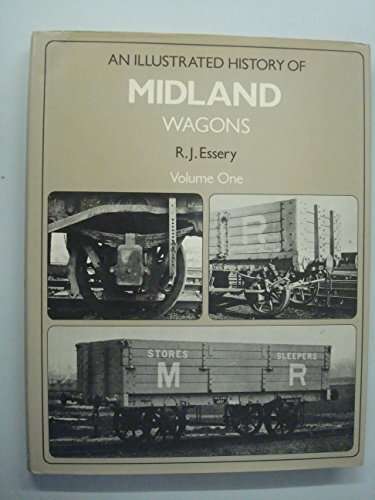 AN ILLUSTRATED HISTORY OF
MIDLAND
WAGONS
R.J.Essery
Volume One
R
STORES SLEEPERS
M R